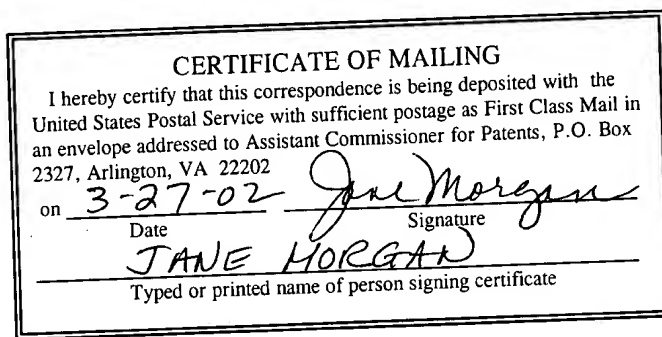 CERTIFICATE OF MAILING
I hereby certify that this correspondence is being deposited with the
United States Postal Service with sufficient postage as First Class Mail in
an envelope addressed to Assistant Commissioner for Patents, P.O. Box
2327, Arlington, VA 22202
on 3-27-02 Jane Morgan
Date Signature
JANE MORGAN
Typed or printed name of person signing certificate